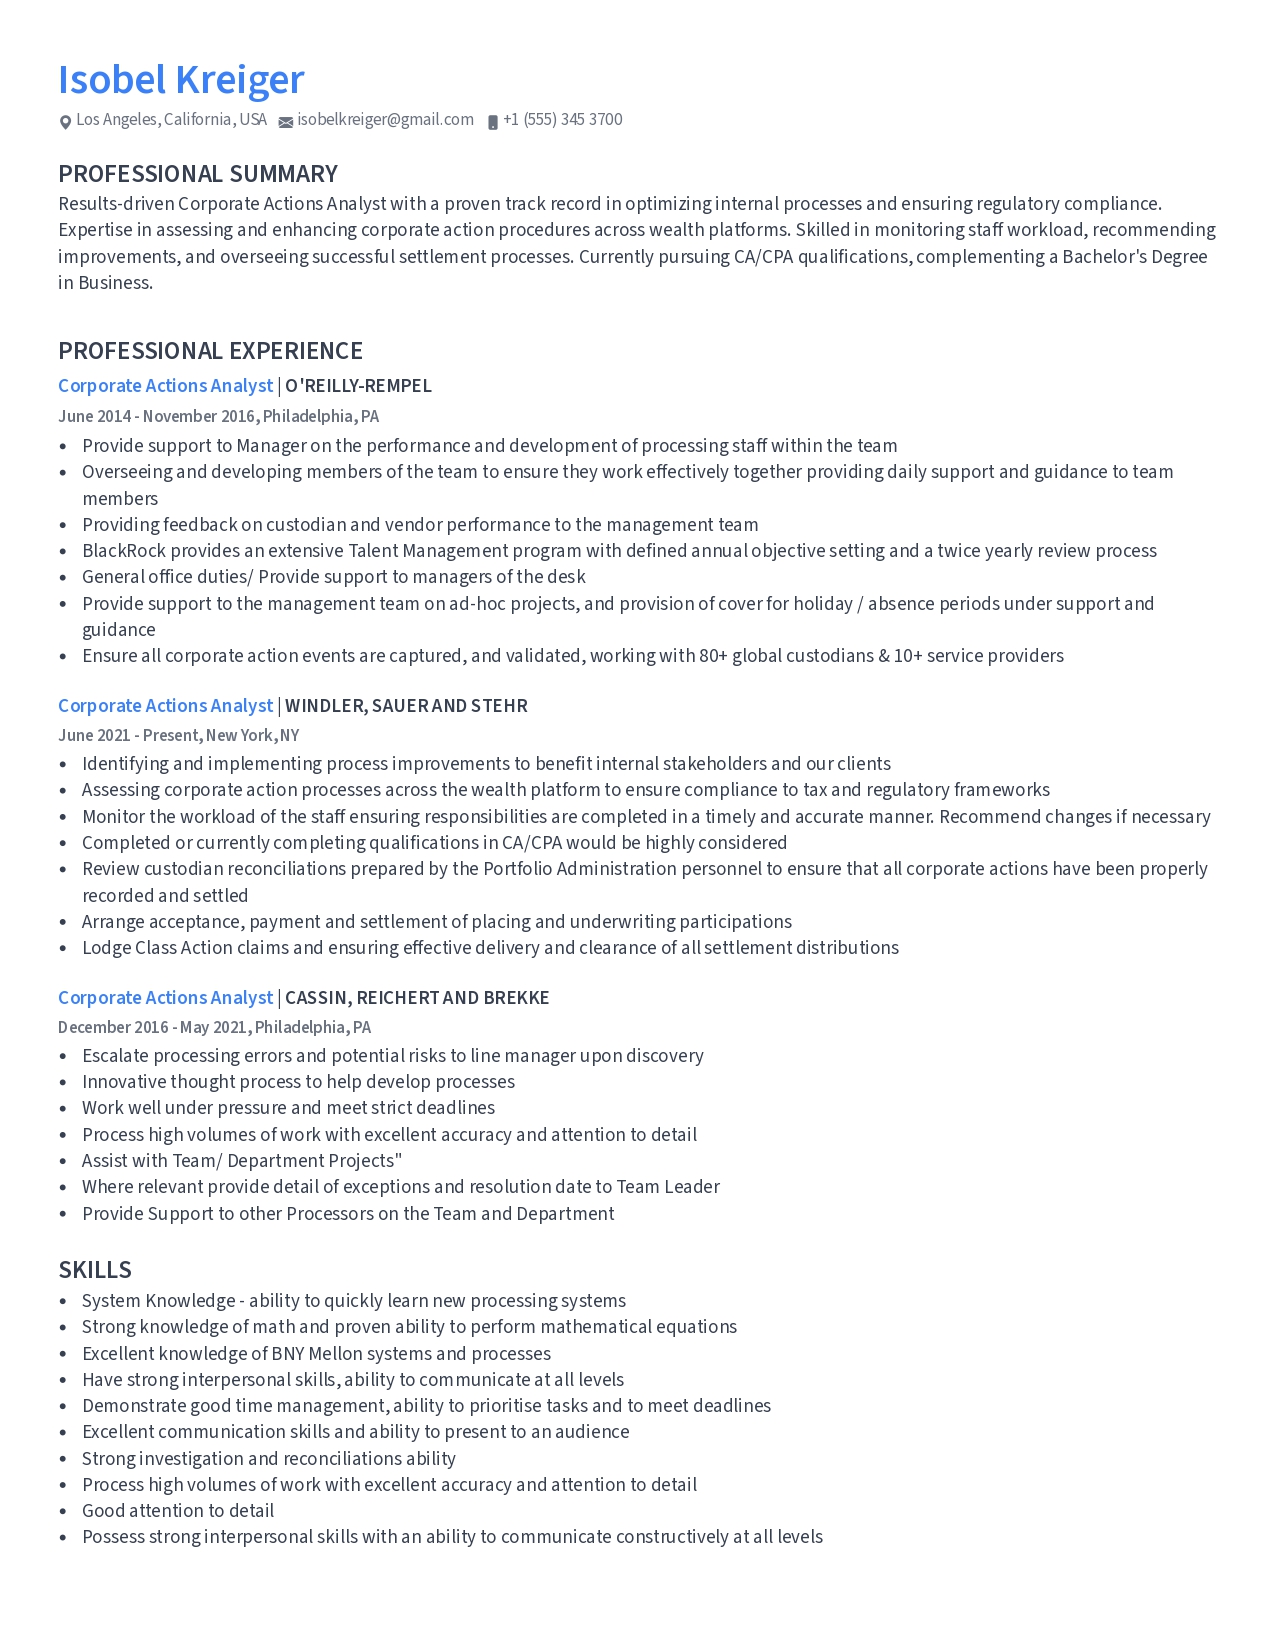 Isobel Kreiger
Los Angeles, California, USA isobelkreiger@gmail.com +1 (555) 345 3700
PROFESSIONAL SUMMARY
Results-driven Corporate Actions Analyst with a proven track record in optimizing internal processes and ensuring regulatory compliance.
Expertise in assessing and enhancing corporate action procedures across wealth platforms. Skilled in monitoring staff workload, recommending
improvements, and overseeing successful settlement processes. Currently pursuing CA/CPA qualifications, complementing a Bachelor's Degree
in Business.
PROFESSIONAL EXPERIENCE
Corporate Actions Analyst | O'REILLY-REMPEL
June 2014 - November 2016, Philadelphia, PA
• Provide support to Manager on the performance and development of processing staff within the team
• Overseeing and developing members of the team to ensure they work effectively together providing daily support and guidance to team
members
• Providing feedback on custodian and vendor performance to the management team
• BlackRock provides an extensive Talent Management program with defined annual objective setting and a twice yearly review process
• General office duties/ Provide support to managers of the desk
• Provide support to the management team on ad-hoc projects, and provision of cover for holiday / absence periods under support and
guidance
• Ensure all corporate action events are captured, and validated, working with 80+ global custodians & 10+ service providers
Corporate Actions Analyst | WINDLER, SAUER AND STEHR
June 2021 - Present, New York, NY
• Identifying and implementing process improvements to benefit internal stakeholders and our clients
• Assessing corporate action processes across the wealth platform to ensure compliance to tax and regulatory frameworks
• Monitor the workload of the staff ensuring responsibilities are completed in a timely and accurate manner. Recommend changes if necessary
• Completed or currently completing qualifications in CA/CPA would be highly considered
• Review custodian reconciliations prepared by the Portfolio Administration personnel to ensure that all corporate actions have been properly
recorded and settled
• Arrange acceptance, payment and settlement of placing and underwriting participations
• Lodge Class Action claims and ensuring effective delivery and clearance of all settlement distributions
Corporate Actions Analyst | CASSIN, REICHERT AND BREKKE
December 2016 - May 2021, Philadelphia, PA
• Escalate processing errors and potential risks to line manager upon discovery
• Innovative thought process to help develop processes
• Work well under pressure and meet strict deadlines
• Process high volumes of work with excellent accuracy and attention to detail
• Assist with Team/ Department Projects"
• Where relevant provide detail of exceptions and resolution date to Team Leader
• Provide Support to other Processors on the Team and Department
SKILLS
• System Knowledge - ability to quickly learn new processing systems
• Strong knowledge of math and proven ability to perform mathematical equations
• Excellent knowledge of BNY Mellon systems and processes
• Have strong interpersonal skills, ability to communicate at all levels
• Demonstrate good time management, ability to prioritise tasks and to meet deadlines
• Excellent communication skills and ability to present to an audience
• Strong investigation and reconciliations ability
• Process high volumes of work with excellent accuracy and attention to detail
• Good attention to detail
• Possess strong interpersonal skills with an ability to communicate constructively at all levels